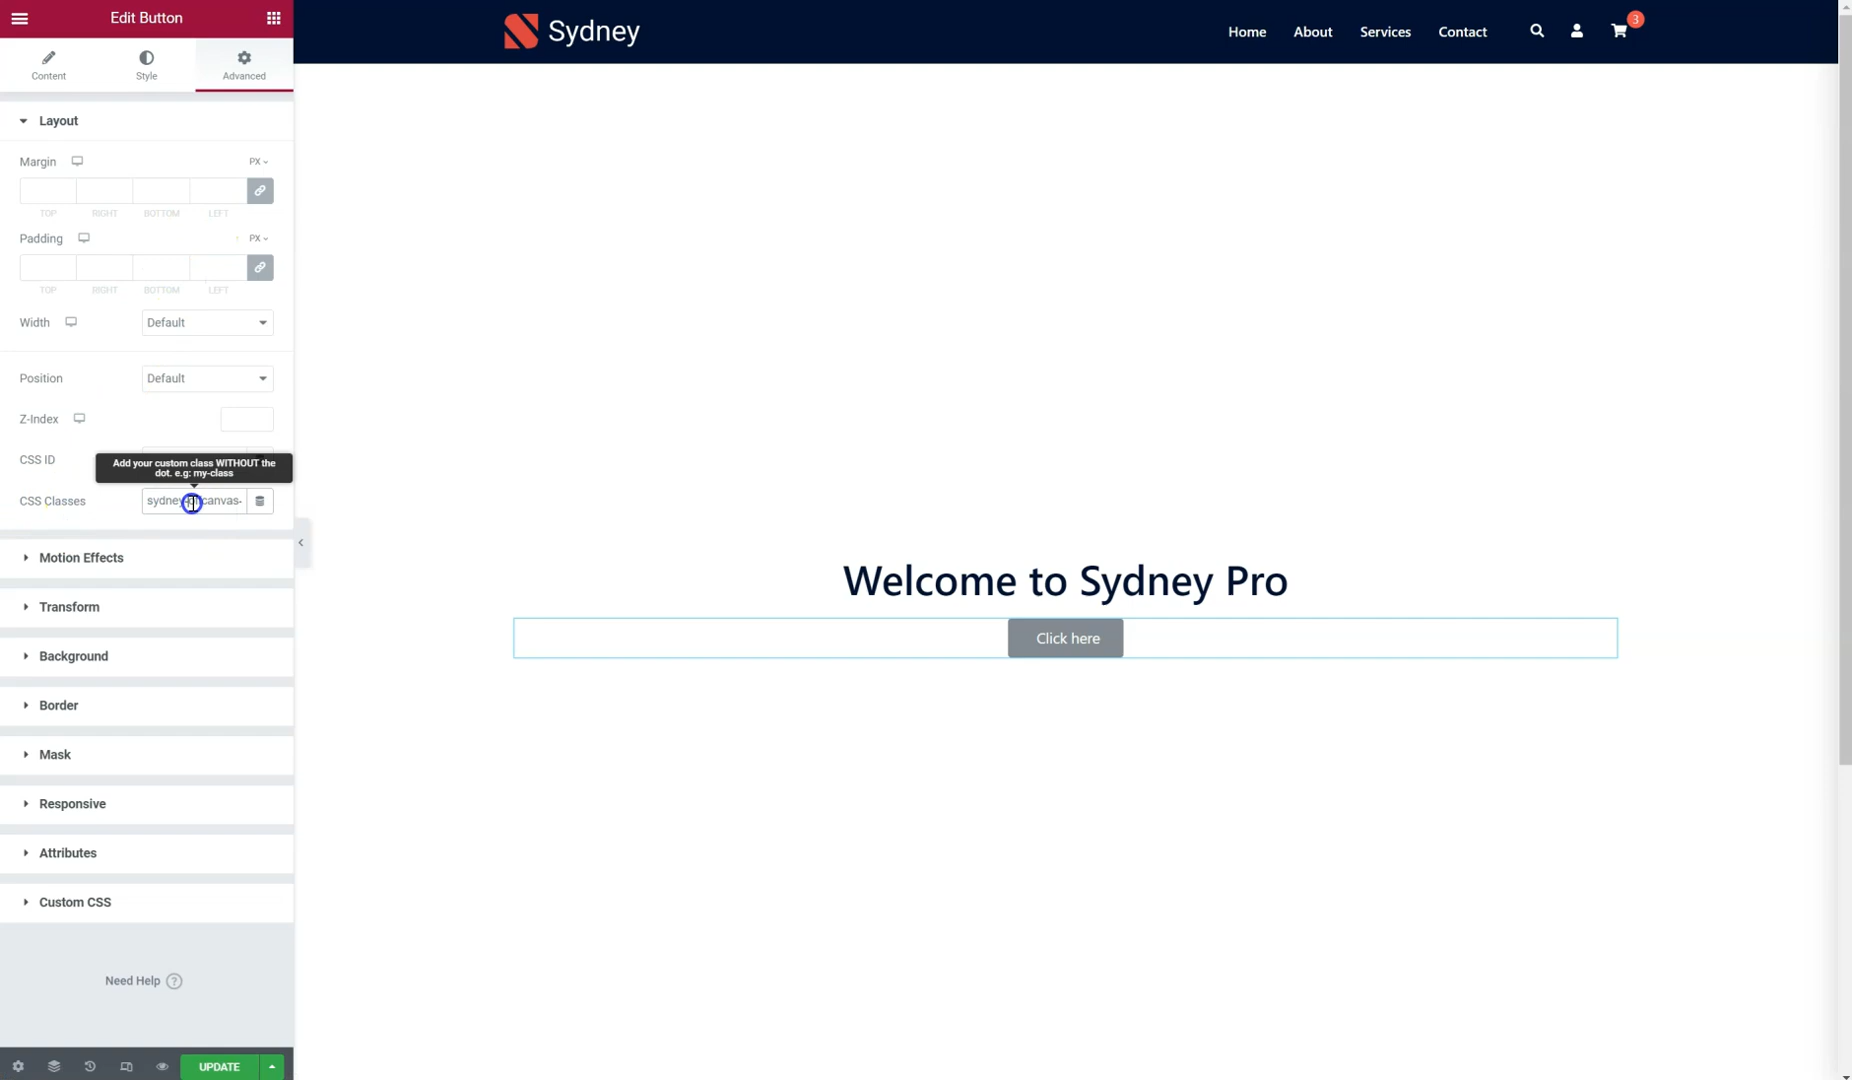 Edit Button
Content
Style
Advanced
Layout
Margin
PX
TOP
RIGHT
BOTTOM
LEFT
Padding
PX
TOP
RIGHT
BOTTOM
LEFT
Width
Default
Position
Default
Z-Index
CSS ID
Add your custom class WITHOUT the
dot. e.g: my-class
CSS Classes
Motion Effects
Transform
Background
Border
Mask
Responsive
Attributes
Custom CSS
Need Help ?
UPDATE
Sydney
Home
About
Services
Contact
3
Welcome to Sydney Pro
Click here